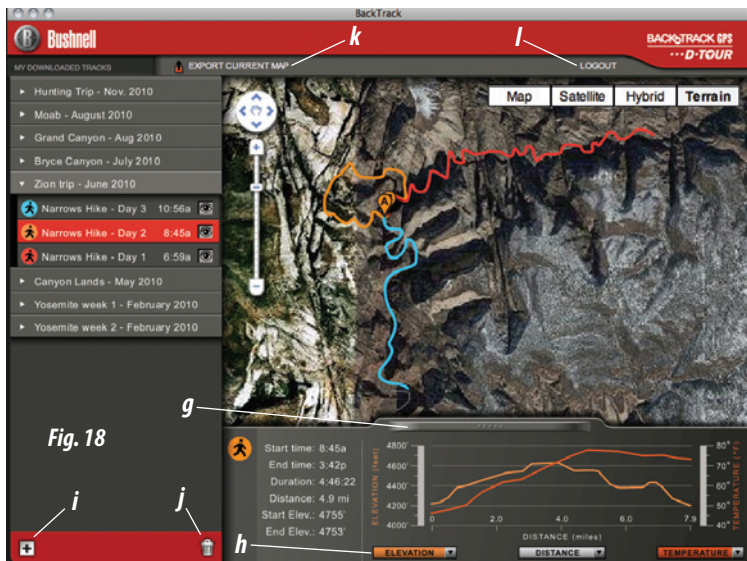 BackTrack
R Bushnell
k
l
BACKTRACK GPS
•••D•TOUR
MY DOWNLOADED TRACKS
EXPORT CURRENT MAP
LOGOUT
Hunting Trip - Nov. 2010
Moab - August 2010
Grand Canyon - Aug 2010
Bryce Canyon - July 2010
Zion trip - June 2010
Narrows Hike - Day 3 10:56a
Narrows Hike - Day 2 8:45a
Narrows Hike - Day 1 6:59a
Canyon Lands - May 2010
Yosemite week 1 - February 2010
Yosemite week 2 - February 2010
Map Satellite Hybrid Terrain
A
g
Fig. 18
i
j
h
Start time: 8:45a
End time: 3:42p
Duration: 4:46:22
Distance: 4.9 mi
Start Elev.: 4755'
End Elev.: 4753'
ELEVATION (feet)
4800'
4600'
4400'
4200'
4000'
0 2.0 4.0 6.0 7.9
DISTANCE (miles)
80°
70°
60°
50°
40°
TEMPERATURE (°F)
ELEVATION
DISTANCE
TEMPERATURE